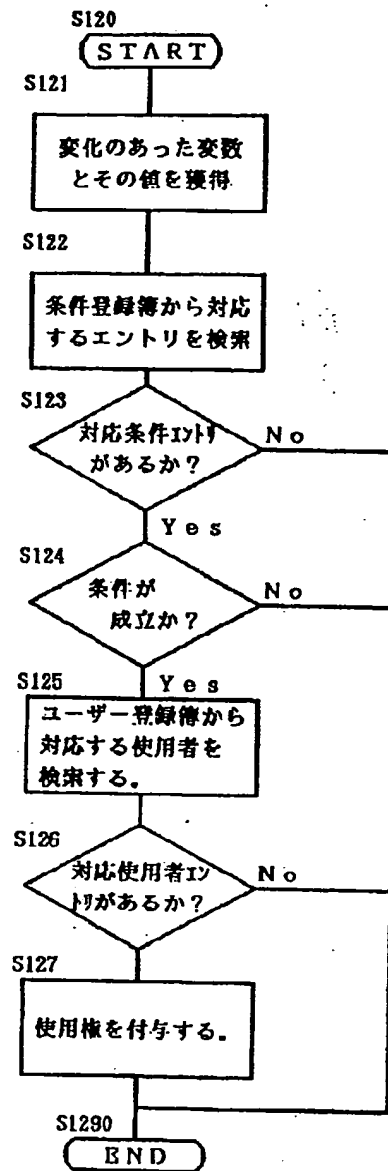 S120
START
S121
変化のあった変数
とその値を獲得
S122
条件登録簿から対応
するエントリを検索
S123
対応条件エントリ
があるか？
No
Yes
S124
条件が
成立か？
No
Yes
S125
ユーザー登録簿から
対応する使用者を
検索する。
S126
対応使用者エン
トリがあるか？
No
S127
使用権を付与する。
S1290
END